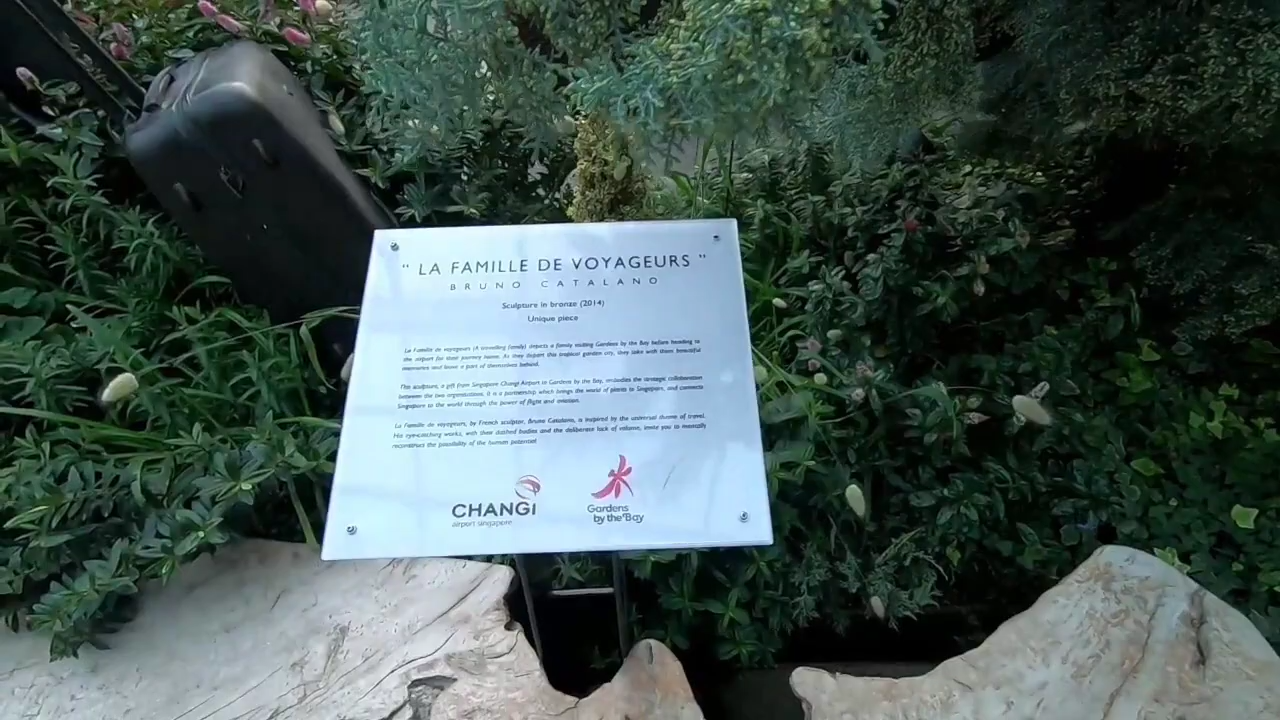 " LA FAMILLE DE VOYAGEURS "
BRUNO CATALANO
Sculpture in bronze (2014)
Unique piece
La Famille de voyageurs (A travelling family) depicts a family visiting Gardens by the Bay before heading to
the airport for their journey home. As they depart this tropical garden city, they take with them beautiful
memories and leave a part of themselves behind.
This sculpture, a gift from Singapore Changi Airport to Gardens by the Bay, embodies the strategic collaboration
between the two organisations. It is a partnership which brings the world of plants to Singapore, and connects
Singapore to the world through the power of flight and aviation.
La Famille de voyageurs, by French sculptor, Bruno Catalano, is inspired by the universal theme of travel.
His eye-catching works, with their slashed bodies and the deliberate lack of volume, invite you to mentally
reconstruct the possibility of the human potential.
CHANGI
airport singapore
Gardens
by the Bay